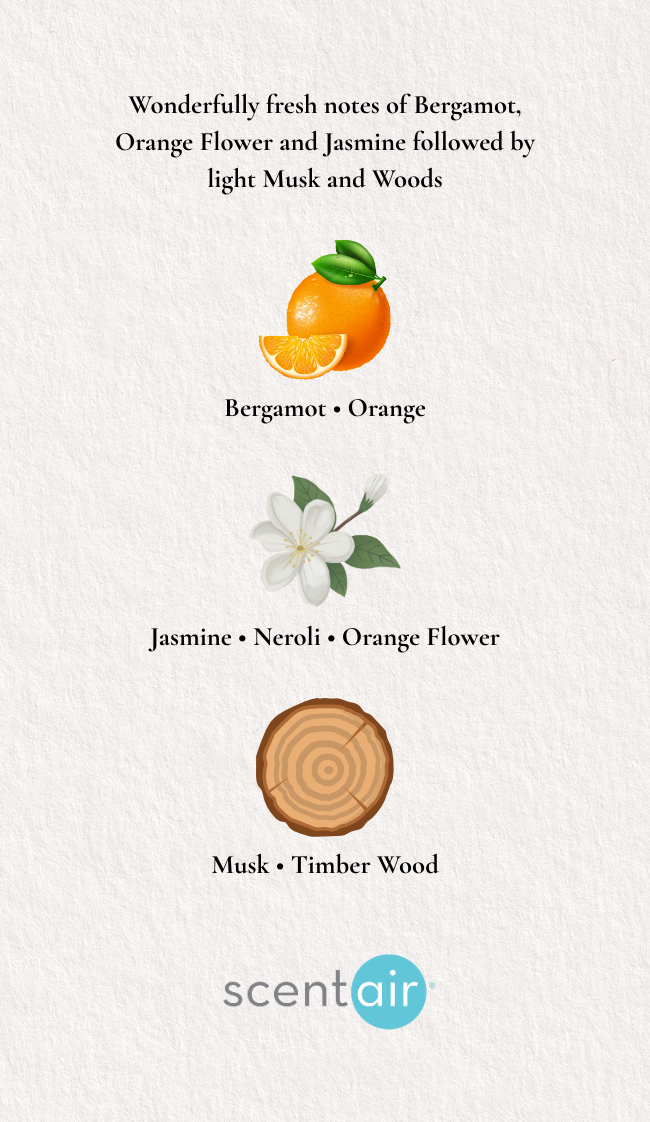 Wonderfully fresh notes of Bergamot,
Orange Flower and Jasmine followed by
light Musk and Woods
Bergamot • Orange
Jasmine • Neroli • Orange Flower
Musk • Timber Wood
scentair®